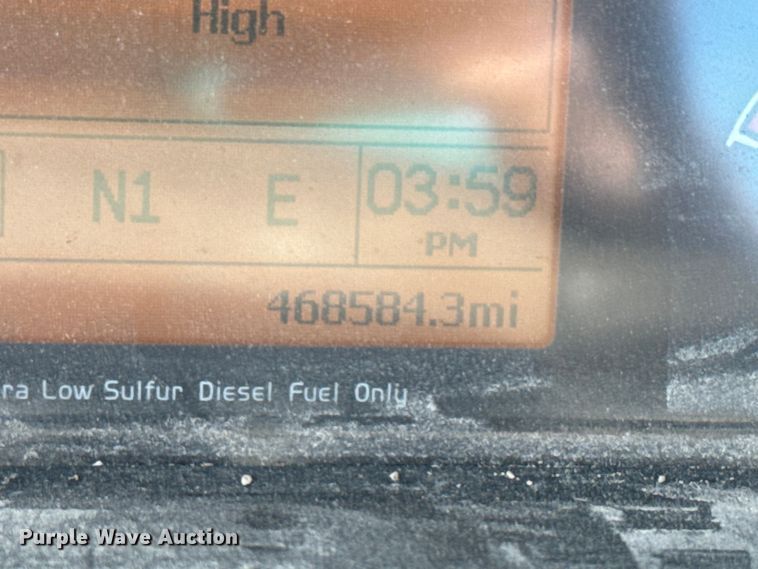 High
N1 E 03:59
PM
468584.3mi
ra Low Sulfur Diesel Fuel Only
Purple Wave Auction